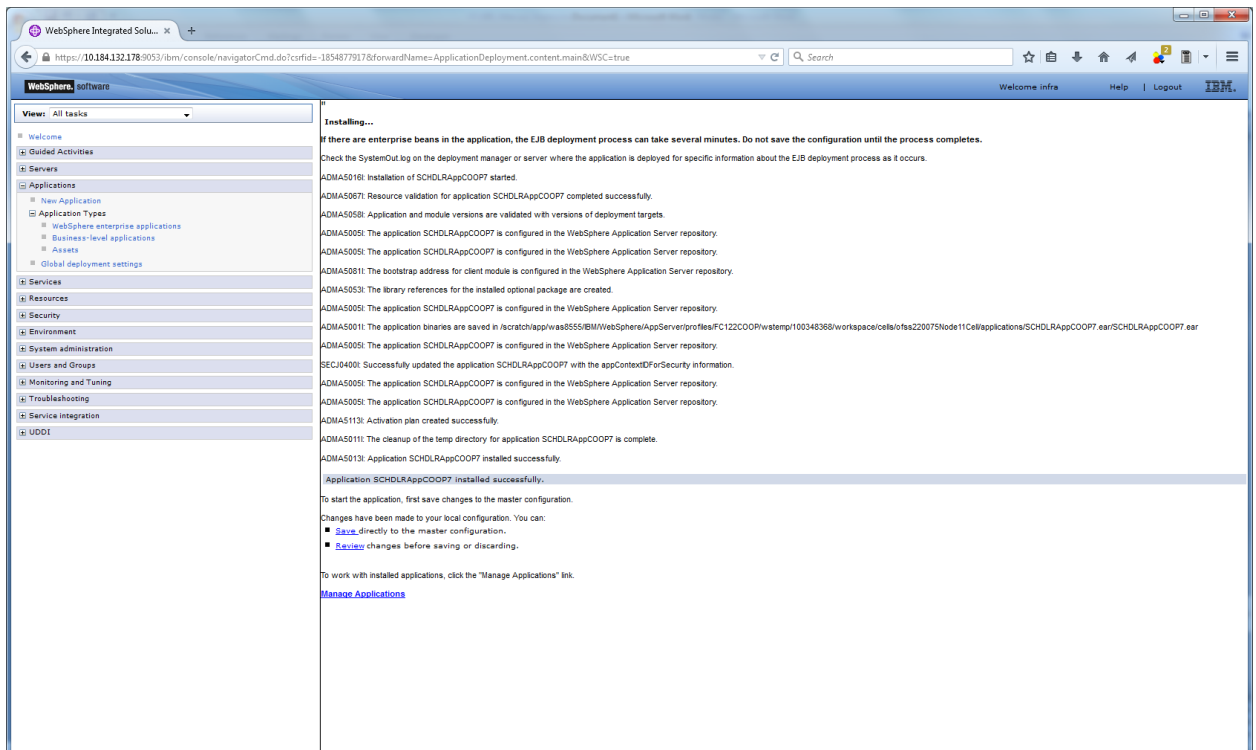 WebSphere Integrated Solu... × +
https://10.184.132.178:9053/ibm/console/navigatorCmd.do?csrfid=-1854877917&forwardName=ApplicationDeployment.content.main&WSC=true
Search
2
WebSphere. software
Welcome infra
Help | Logout
IBM.
View: All tasks
Welcome
Guided Activities
Servers
Applications
New Application
Application Types
WebSphere enterprise applications
Business-level applications
Assets
Global deployment settings
Services
Resources
Security
Environment
System administration
Users and Groups
Monitoring and Tuning
Troubleshooting
Service integration
UDDI
"
Installing...
If there are enterprise beans in the application, the EJB deployment process can take several minutes. Do not save the configuration until the process completes.
Check the SystemOut.log on the deployment manager or server where the application is deployed for specific information about the EJB deployment process as it occurs.
ADMA5016I: Installation of SCHDLRAppCOOP7 started.
ADMA5067I: Resource validation for application SCHDLRAppCOOP7 completed successfully.
ADMA5058I: Application and module versions are validated with versions of deployment targets.
ADMA5005I: The application SCHDLRAppCOOP7 is configured in the WebSphere Application Server repository.
ADMA5005I: The application SCHDLRAppCOOP7 is configured in the WebSphere Application Server repository.
ADMA5081I: The bootstrap address for client module is configured in the WebSphere Application Server repository.
ADMA5053I: The library references for the installed optional package are created.
ADMA5005I: The application SCHDLRAppCOOP7 is configured in the WebSphere Application Server repository.
ADMA5001I: The application binaries are saved in /scratch/app/was8555/IBM/WebSphere/AppServer/profiles/FC122COOP/wstemp/100348368/workspace/cells/ofss220075Node11Cell/applications/SCHDLRAppCOOP7.ear/SCHDLRAppCOOP7.ear
ADMA5005I: The application SCHDLRAppCOOP7 is configured in the WebSphere Application Server repository.
SECJ0400I: Successfully updated the application SCHDLRAppCOOP7 with the appContextIDForSecurity information.
ADMA5005I: The application SCHDLRAppCOOP7 is configured in the WebSphere Application Server repository.
ADMA5005I: The application SCHDLRAppCOOP7 is configured in the WebSphere Application Server repository.
ADMA5113I: Activation plan created successfully.
ADMA5011I: The cleanup of the temp directory for application SCHDLRAppCOOP7 is complete.
ADMA5013I: Application SCHDLRAppCOOP7 installed successfully.
Application SCHDLRAppCOOP7 installed successfully.
To start the application, first save changes to the master configuration.
Changes have been made to your local configuration. You can:
Save directly to the master configuration.
Review changes before saving or discarding.
To work with installed applications, click the "Manage Applications" link.
Manage Applications